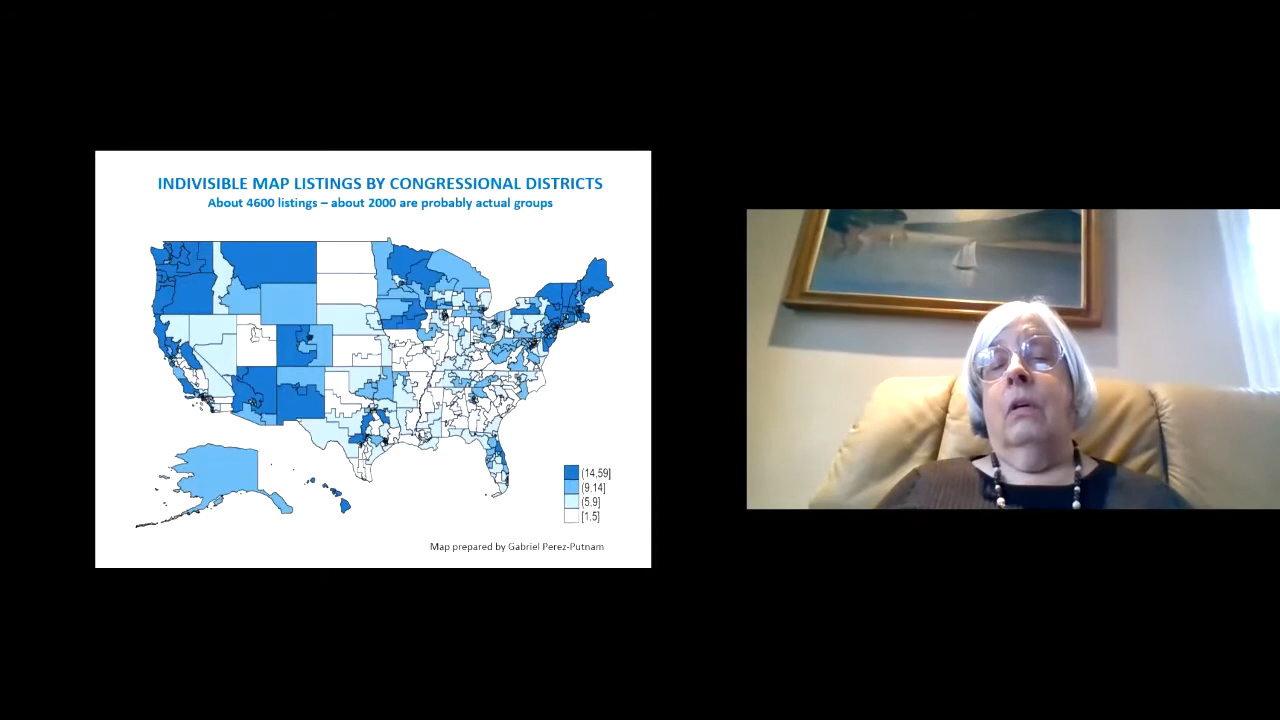 INDIVISIBLE MAP LISTINGS BY CONGRESSIONAL DISTRICTS
About 4600 listings – about 2000 are probably actual groups
(14,59]
(9,14]
(5,9]
[1,5]
Map prepared by Gabriel Perez-Putnam